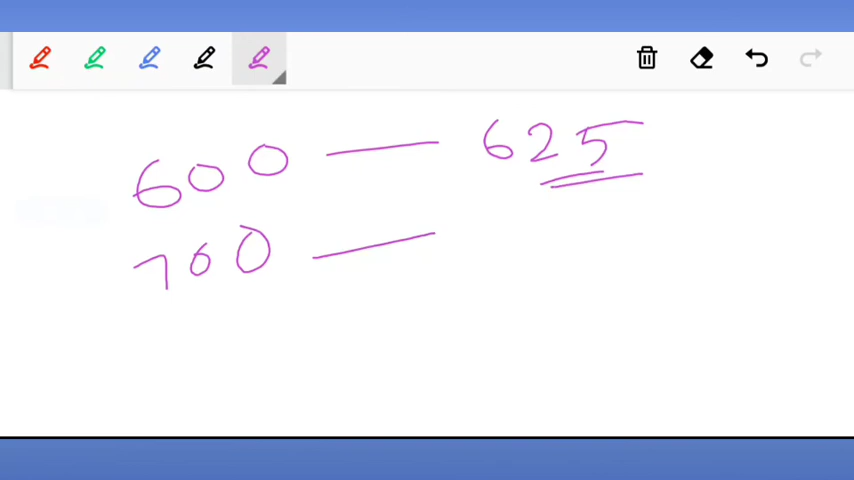 600 — 625
700 —